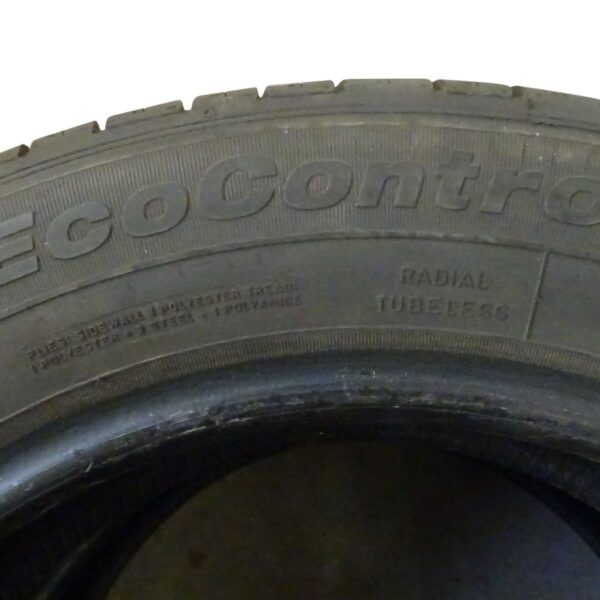 EcoContro
RADIAL
TUBELESS
PLIES: SIDEWALL 1 POLYESTER TREAD:
1 POLYESTER + 2 STEEL + 1 POLYAMIDE